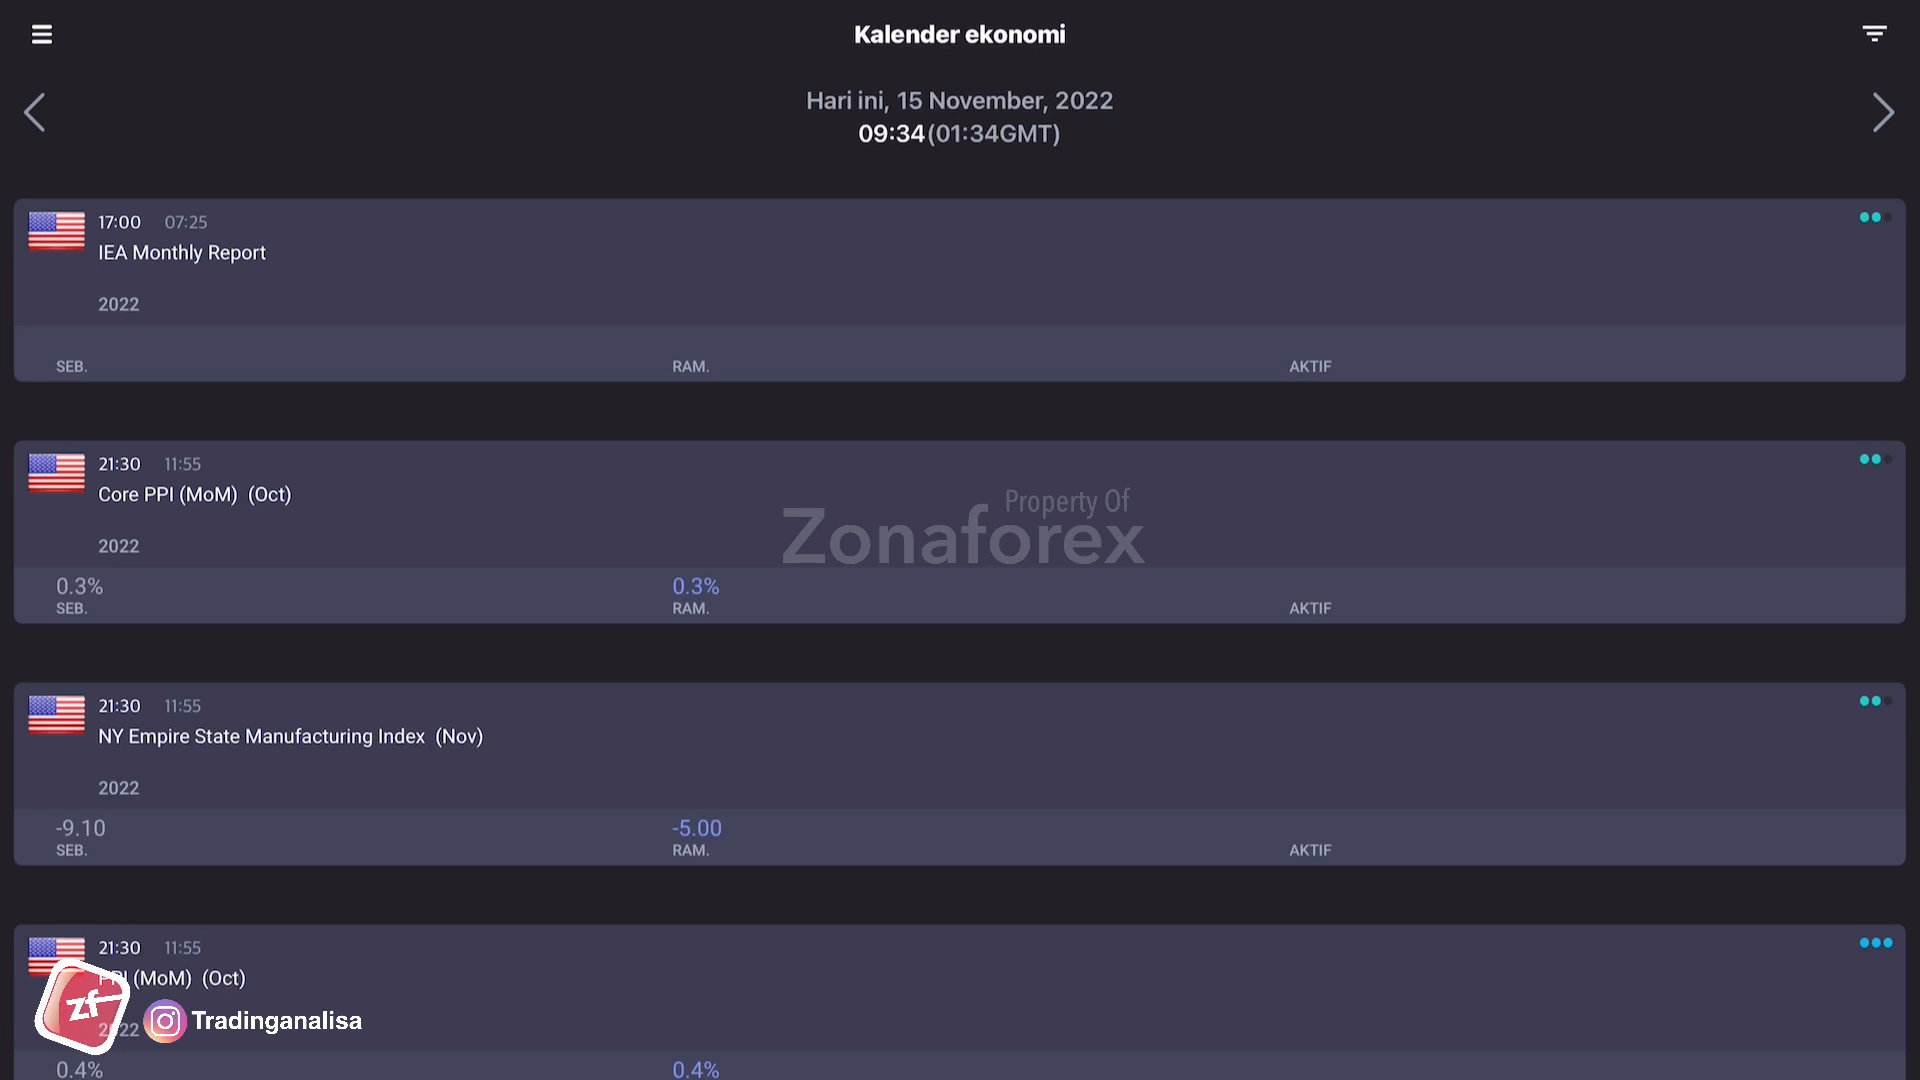 Kalender ekonomi
Hari ini, 15 November, 2022
09:34(01:34GMT)
17:00 07:25
IEA Monthly Report
2022
SEB. RAM. AKTIF
21:30 11:55
Core PPI (MoM) (Oct)
2022
Property Of
Zonaforex
0.3% 0.3%
SEB. RAM. AKTIF
21:30 11:55
NY Empire State Manufacturing Index (Nov)
2022
-9.10 -5.00
SEB. RAM. AKTIF
21:30 11:55
PPI (MoM) (Oct)
2022
zf Tradinganalisa
0.4% 0.4%